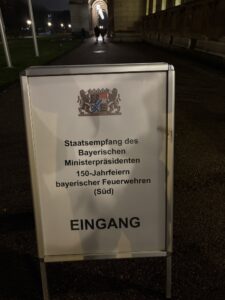 Staatsempfang des
Bayerischen
Ministerpräsidenten
150-Jahrfeiern
bayerischer Feuerwehren
(Süd)
EINGANG